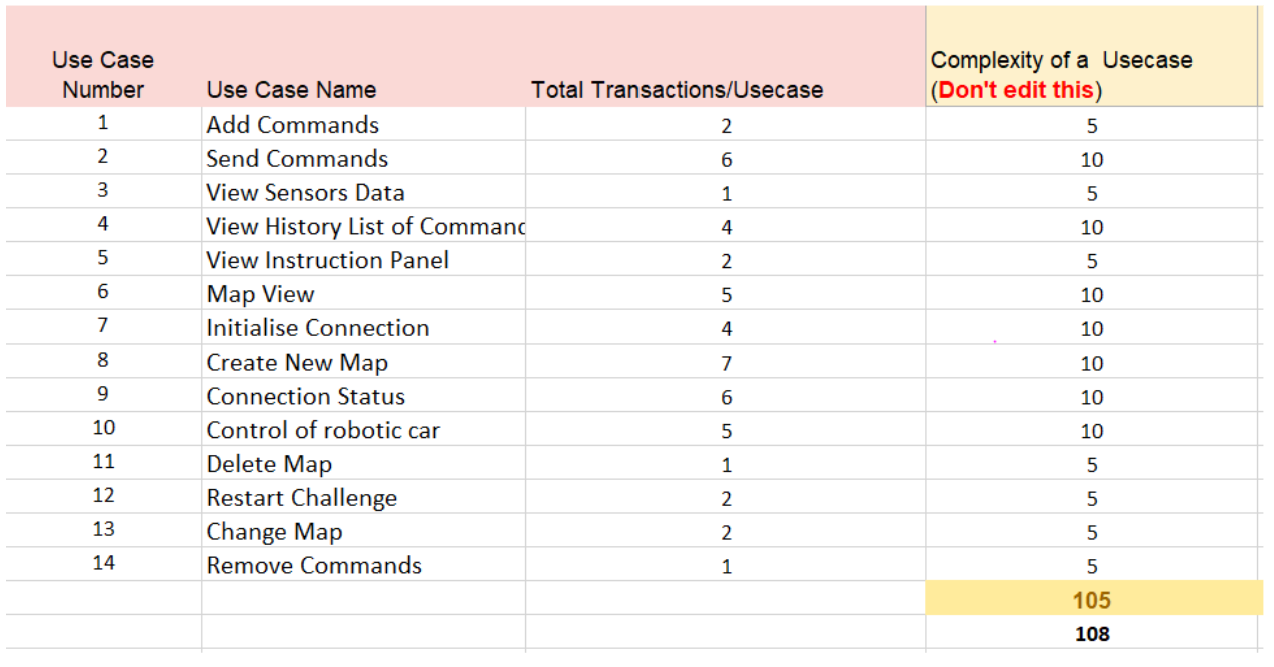 Use Case Number Use Case Name Total Transactions/Usecase Complexity of a Usecase (Don't edit this)
1 Add Commands 2 5
2 Send Commands 6 10
3 View Sensors Data 1 5
4 View History List of Command 4 10
5 View Instruction Panel 2 5
6 Map View 5 10
7 Initialise Connection 4 10
8 Create New Map 7 10
9 Connection Status 6 10
10 Control of robotic car 5 10
11 Delete Map 1 5
12 Restart Challenge 2 5
13 Change Map 2 5
14 Remove Commands 1 5
105
108